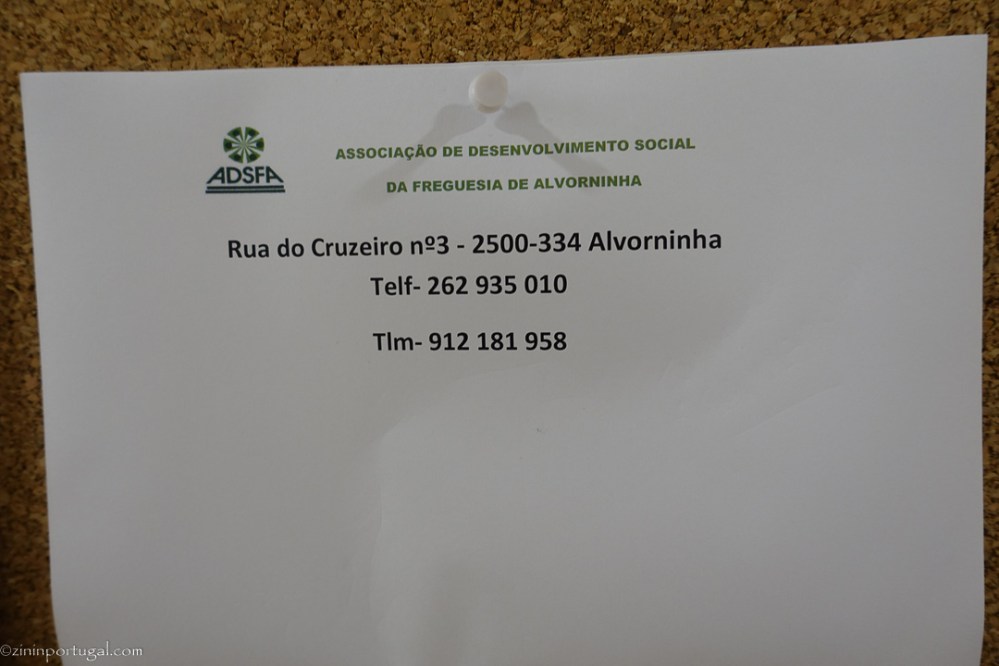 ADSFA
ASSOCIAÇÃO DE DESENVOLVIMENTO SOCIAL
DA FREGUESIA DE ALVORNINHA
Rua do Cruzeiro nº3 - 2500-334 Alvorninha
Telf- 262 935 010
Tlm- 912 181 958
©zininportugal.com